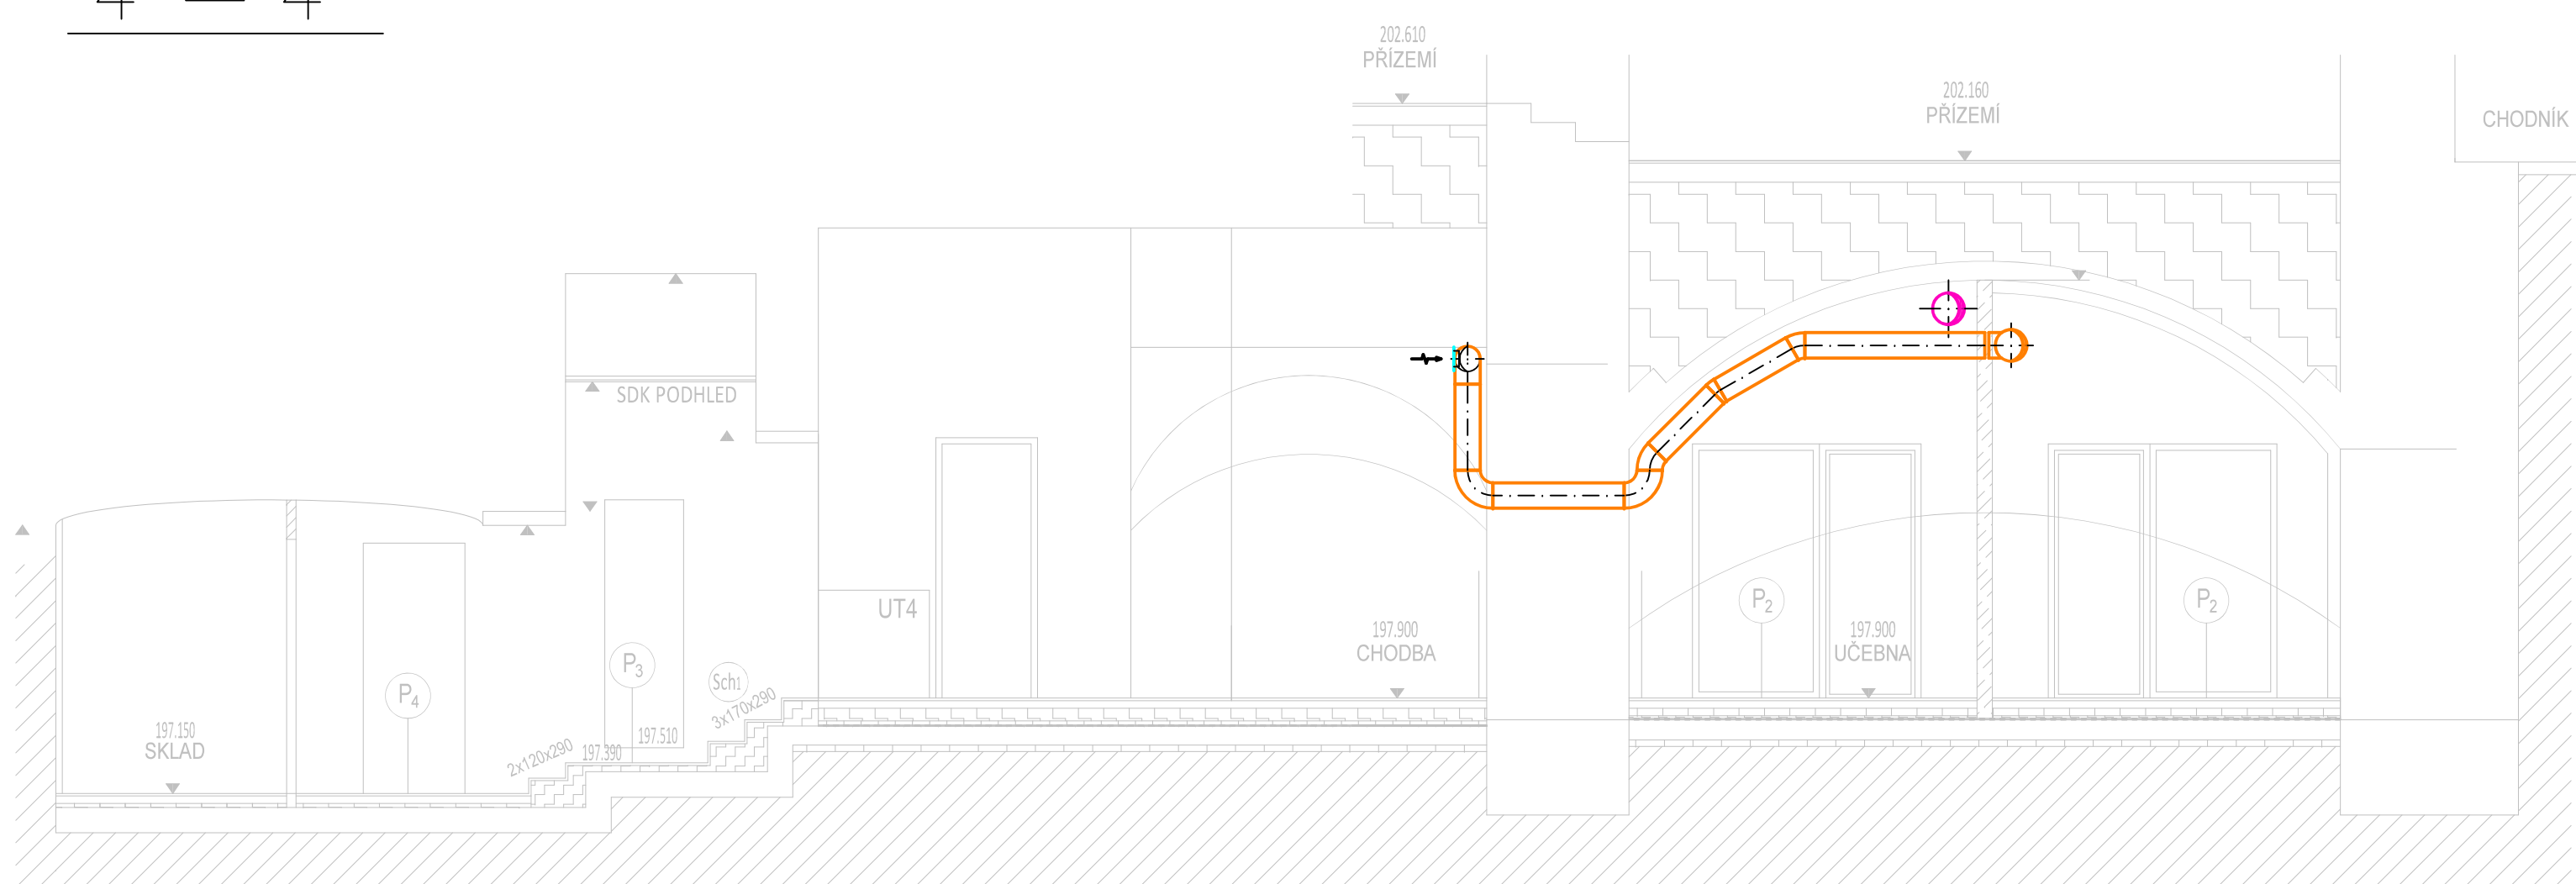 202.610
PŘÍZEMÍ
202.160
PŘÍZEMÍ
CHODNÍK
SDK PODHLED
UT4
P2
P2
197.900
CHODBA
197.900
UČEBNA
P3
Sch1
P4
3x170x290
197.150
SKLAD
197.510
197.390
2x120x290